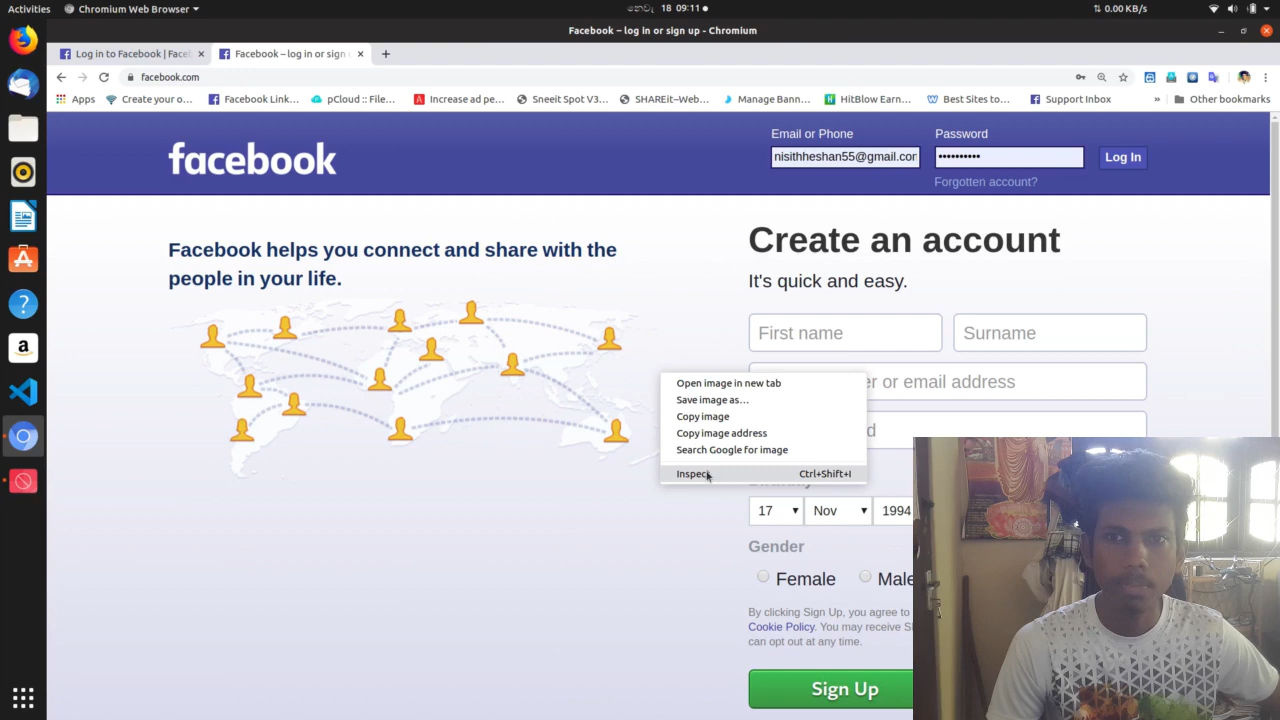 Activities
Chromium Web Browser
නොවැ 18 09:11
0.00 KB/s
Facebook – log in or sign up - Chromium
Log in to Facebook | Face
Facebook – log in or sign
facebook.com
Apps
Create your o...
Facebook Link...
pCloud :: File...
Increase ad pe...
Sneeit Spot V3...
SHAREit–Web...
Manage Bann...
HitBlow Earn...
Best Sites to...
Support Inbox
»
Other bookmarks
facebook
Email or Phone
Password
nisithheshan55@gmail.com
••••••••••
Log In
Forgotten account?
Facebook helps you connect and share with the
people in your life.
Create an account
It's quick and easy.
First name
Surname
r or email address
d
Open image in new tab
Save image as...
Copy image
Copy image address
Search Google for image
Inspect
Ctrl+Shift+I
17
Nov
1994
Gender
Female
Male
By clicking Sign Up, you agree to
Cookie Policy. You may receive S
can opt out at any time.
Sign Up